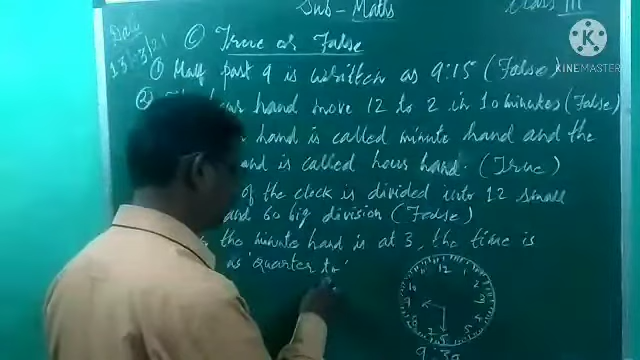 Sub - Maths Class III
Date
13/3/21
(C) True or False
① Half past 9 is written as 9:15 (False)
② hand move 12 to 2 in 10 minutes (False)
hand is called minute hand and the
and is called hour hand. (True)
of the clock is divided into 12 small
and 60 big division (False)
the minute hand is at 3, the time is
as 'quarter to'
12
9:30
KINEMASTER